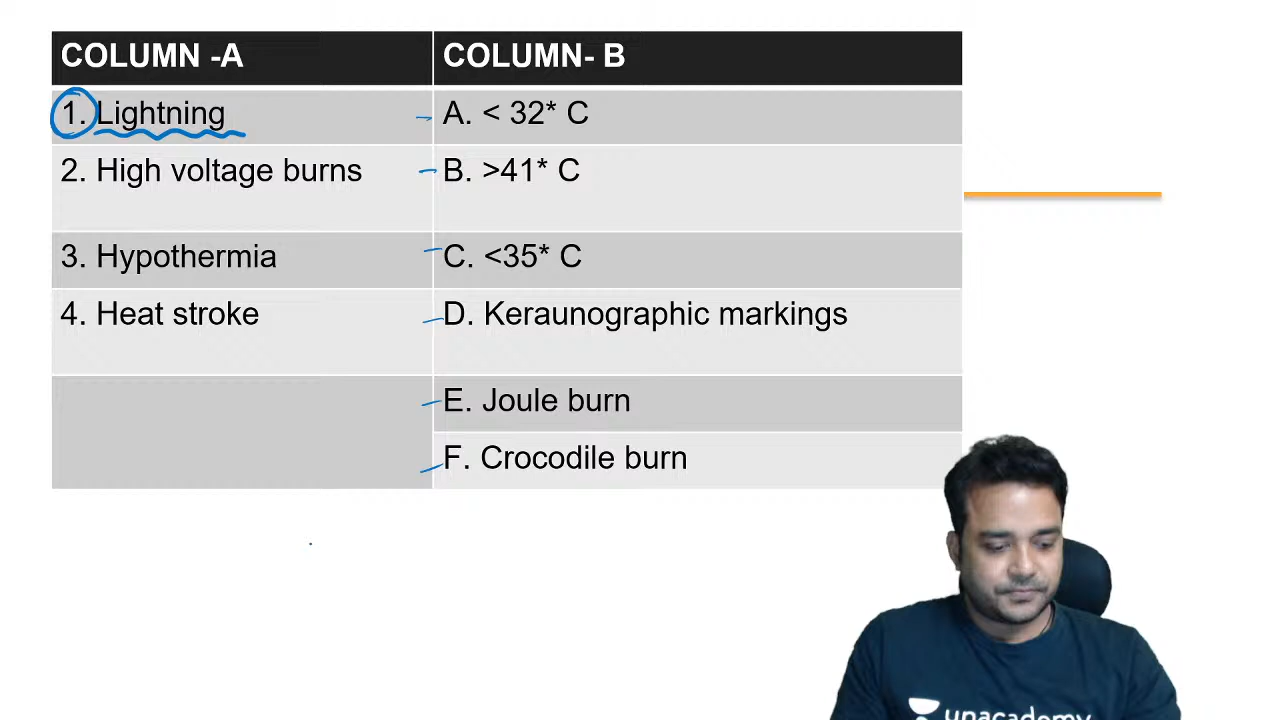 COLUMN -A COLUMN- B
1. Lightning A. < 32* C
2. High voltage burns B. >41* C
3. Hypothermia C. <35* C
4. Heat stroke D. Keraunographic markings
E. Joule burn
F. Crocodile burn
unacademy